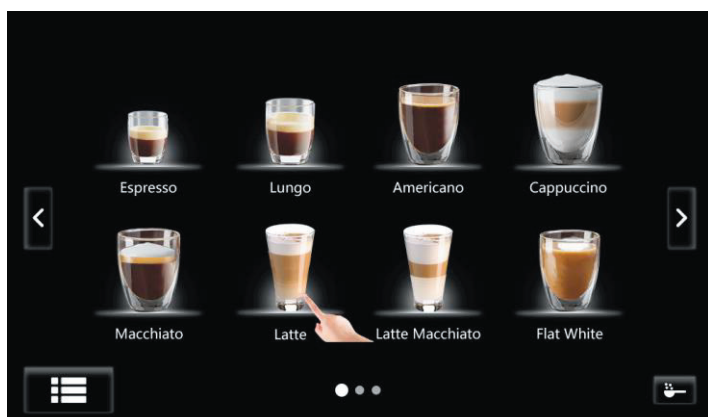 Espresso
Lungo
Americano
Cappuccino
Macchiato
Latte
Latte Macchiato
Flat White